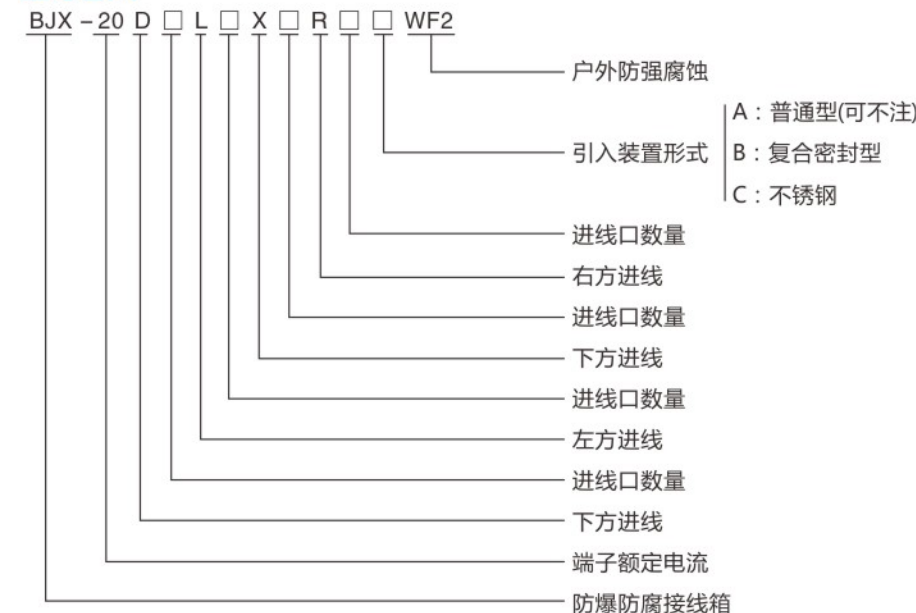 BJX-20 D □ L □ X □ R □ □ WF2
户外防强腐蚀
A：普通型(可不注)
引入装置形式
B：复合密封型
C：不锈钢
进线口数量
右方进线
进线口数量
下方进线
进线口数量
左方进线
进线口数量
下方进线
端子额定电流
防爆防腐接线箱